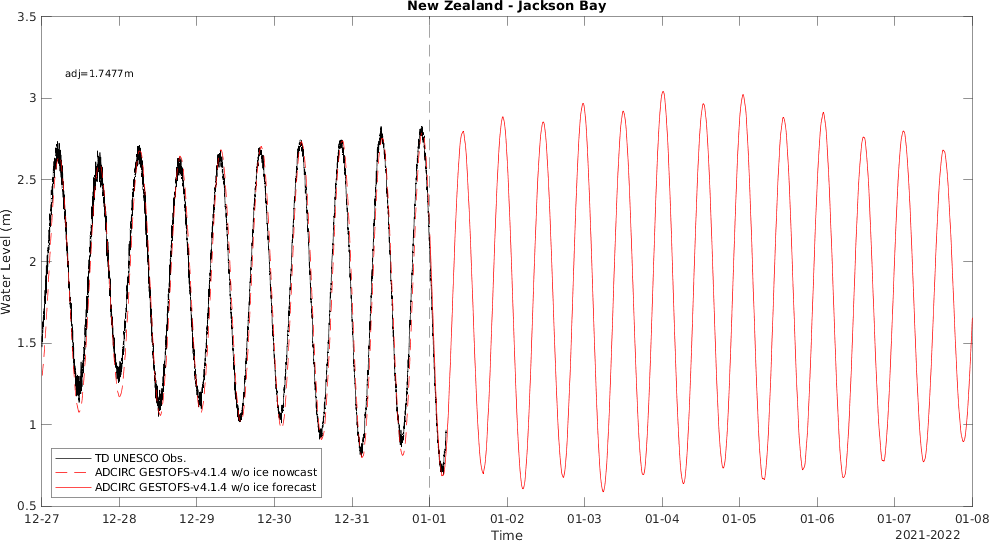 New Zealand - Jackson Bay
3.5
adj=1.7477m
3
2.5
2
1.5
1
0.5
Water Level (m)
TD UNESCO Obs.
ADCIRC GESTOFS-v4.1.4 w/o ice nowcast
ADCIRC GESTOFS-v4.1.4 w/o ice forecast
12-27 12-28 12-29 12-30 12-31 01-01 01-02 01-03 01-04 01-05 01-06 01-07 01-08
Time
2021-2022